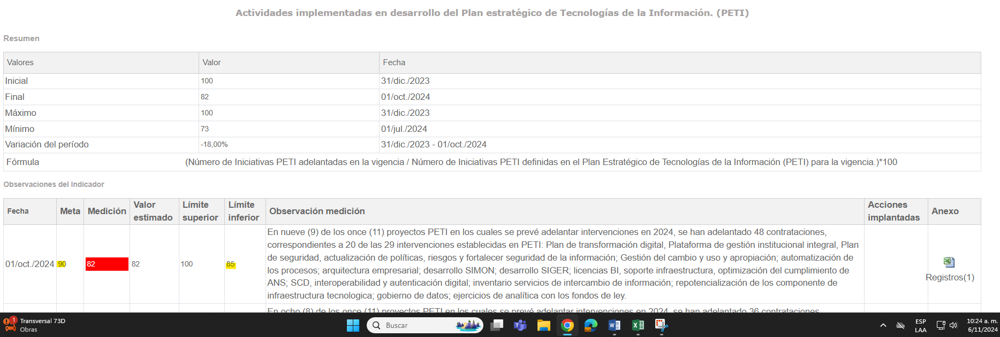 Actividades implementadas en desarrollo del Plan estratégico de Tecnologías de la Información. (PETI)
Resumen
Valores Valor Fecha
Inicial 100 31/dic./2023
Final 82 01/oct./2024
Máximo 100 31/dic./2023
Mínimo 73 01/jul./2024
Variación del período -18,00% 31/dic./2023 - 01/oct./2024
Fórmula (Número de Iniciativas PETI adelantadas en la vigencia / Número de Iniciativas PETI definidas en el Plan Estratégico de Tecnologías de la Información (PETI) para la vigencia.)*100
Observaciones del Indicador
Fecha Meta Medición Valor estimado Límite superior Límite inferior Observación medición Acciones implantadas Anexo
01/oct./2024 90 82 82 100 85
En nueve (9) de los once (11) proyectos PETI en los cuales se prevé adelantar intervenciones en 2024, se han adelantado 48 contrataciones,
correspondientes a 20 de las 29 intervenciones establecidas en PETI: Plan de transformación digital, Plataforma de gestión institucional integral, Plan
de seguridad, actualización de políticas, riesgos y fortalecer seguridad de la información; Gestión del cambio y uso y apropiación; automatización de
los procesos; arquitectura empresarial; desarrollo SIMON; desarrollo SIGER; licencias BI, soporte infraestructura, optimización del cumplimiento de
ANS; SCD, interoperabilidad y autenticación digital; inventario servicios de intercambio de información; repotencialización de los componente de
infraestructura tecnologica; gobierno de datos; ejercicios de analítica con los fondos de ley.
Registros(1)
En ocho (8) de los once (11) proyectos PETI en los cuales se prevé adelantar intervenciones en 2024, se han adelantado 36 contrataciones,
1 Transversal 73D
Obras
Buscar
ESP
LAA
10:24 a. m.
6/11/2024